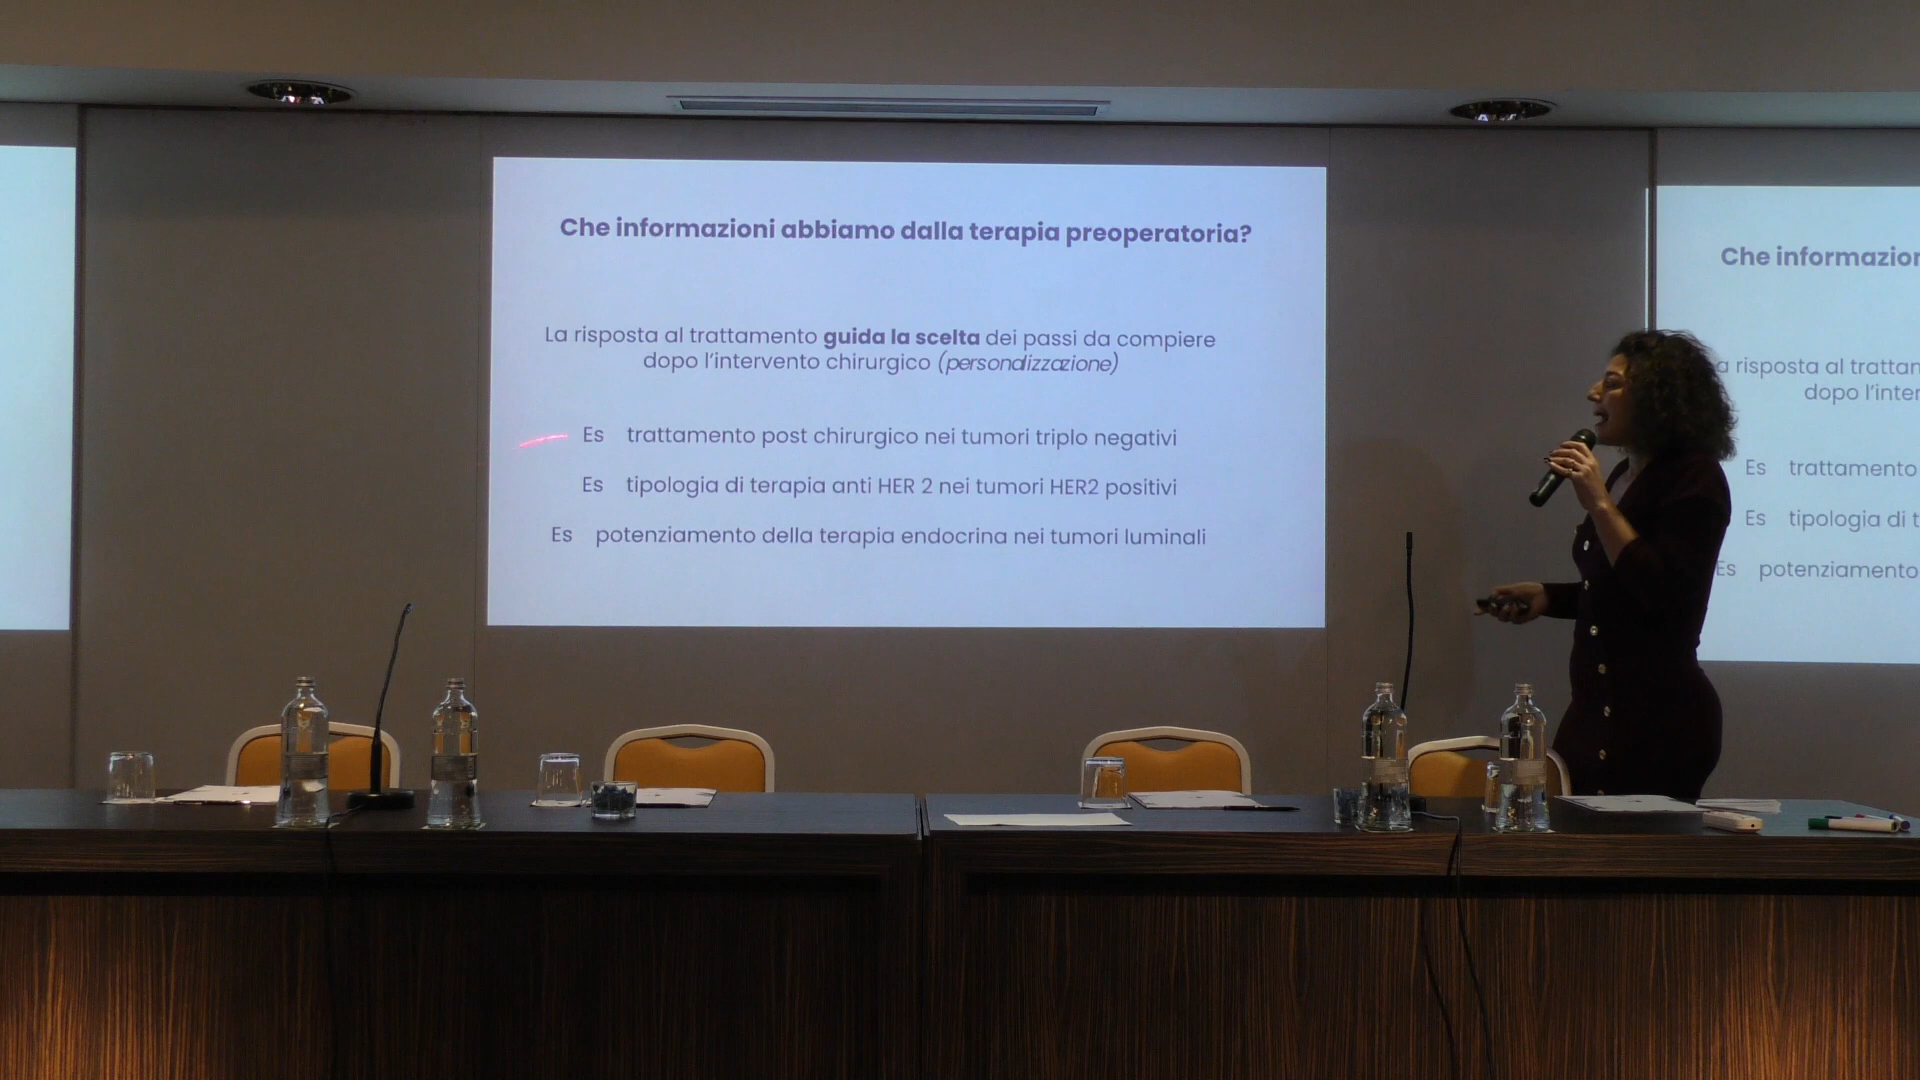 Che informazioni abbiamo dalla terapia preoperatoria?
La risposta al trattamento guida la scelta dei passi da compiere
dopo l'intervento chirurgico (personalizzazione)
Es trattamento post chirurgico nei tumori triplo negativi
Es tipologia di terapia anti HER 2 nei tumori HER2 positivi
Es potenziamento della terapia endocrina nei tumori luminali
Che informazion
a risposta al trattam
dopo l'inter
Es trattamento
Es tipologia di t
Es potenziamento